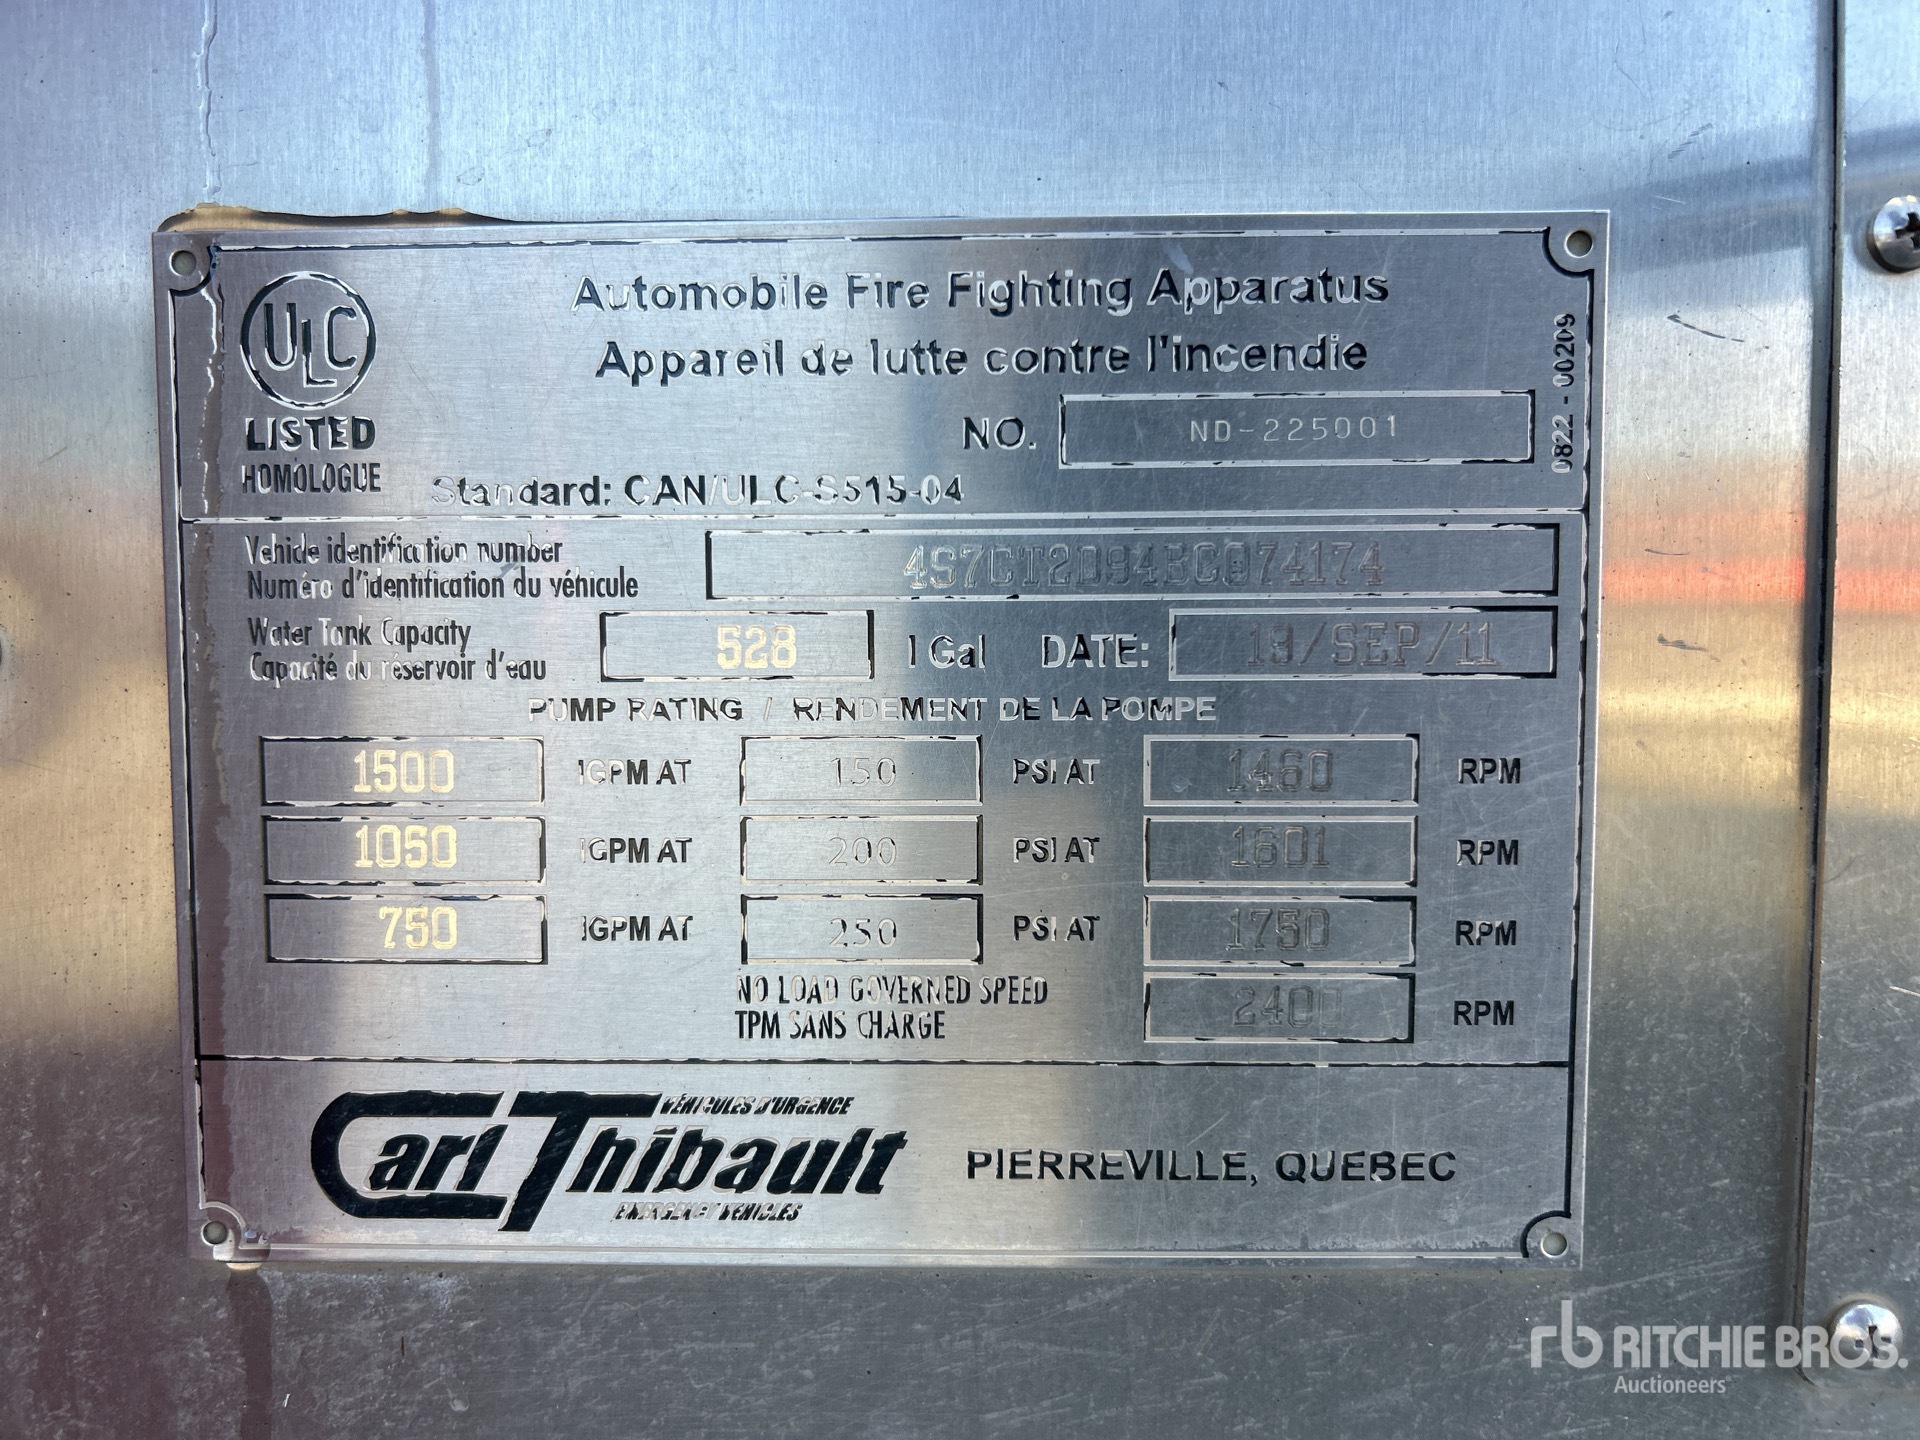 ULC
LISTED
HOMOLOGUE
Automobile Fire Fighting Apparatus
Appareil de lutte contre l'incendie
NO. ND-225001
0822 - 00209
Standard: CAN/ULC-S515-04
Vehicle identification number
Numéro d'identification du véhicule
4S7CT2D94BC074174
Water Tank Capacity
Capacité du réservoir d'eau
528 I Gal DATE: 19/SEP/11
PUMP RATING / RENDEMENT DE LA POMPE
1500 IGPM AT 150 PSI AT 1460 RPM
1050 IGPM AT 200 PSI AT 1601 RPM
750 IGPM AT 250 PSI AT 1750 RPM
NO LOAD GOVERNED SPEED
TPM SANS CHARGE
2400 RPM
VÉHICULES D'URGENCE
Carl Thibault
EMERGENCY VEHICLES
PIERREVILLE, QUEBEC
rb RITCHIE BROS.
Auctioneers